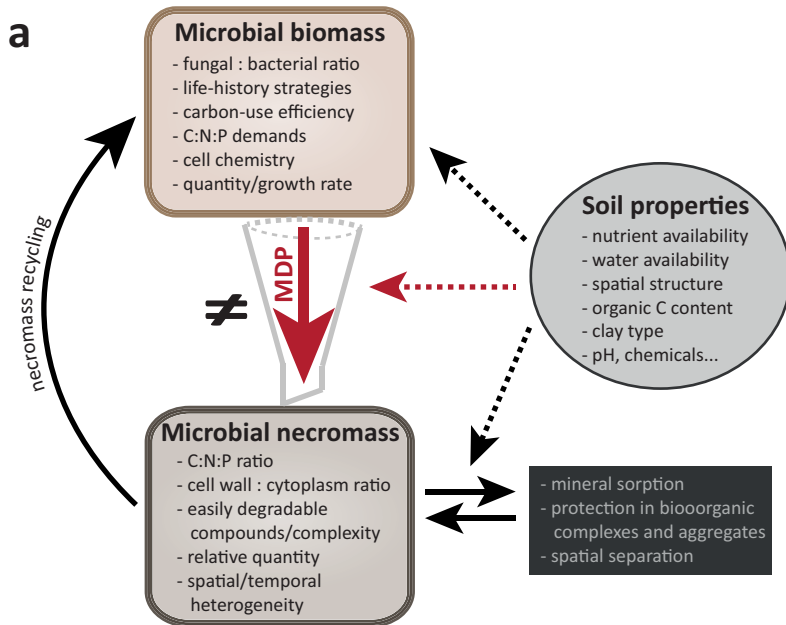 a
Microbial biomass
- fungal : bacterial ratio
- life-history strategies
- carbon-use efficiency
- C:N:P demands
- cell chemistry
- quantity/growth rate
necromass recycling
≠
MDP
Soil properties
- nutrient availability
- water availability
- spatial structure
- organic C content
- clay type
- pH, chemicals...
Microbial necromass
- C:N:P ratio
- cell wall : cytoplasm ratio
- easily degradable
compounds/complexity
- relative quantity
- spatial/temporal
heterogeneity
- mineral sorption
- protection in biooorganic
complexes and aggregates
- spatial separation